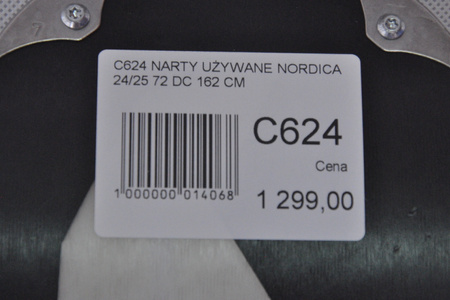 C624 NARTY UŻYWANE NORDICA
24/25 72 DC 162 CM
C624
Cena
1 000000 014068
1 299,00